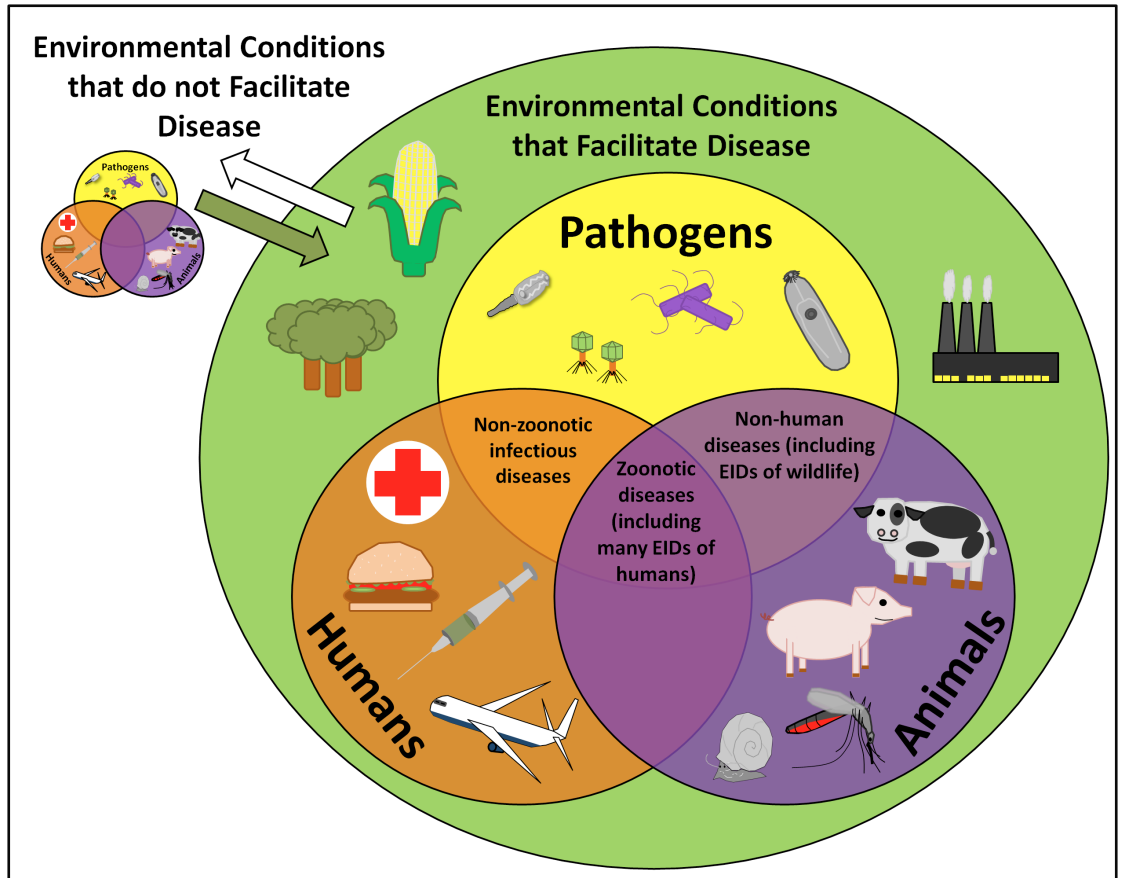 Environmental Conditions
that do not Facilitate
Disease
Pathogens
Humans
Animals
Environmental Conditions
that Facilitate Disease
Pathogens
Non-zoonotic
infectious
diseases
Non-human
diseases (including
EIDs of wildlife)
Zoonotic
diseases
(including
many EIDs of
humans)
Humans
Animals